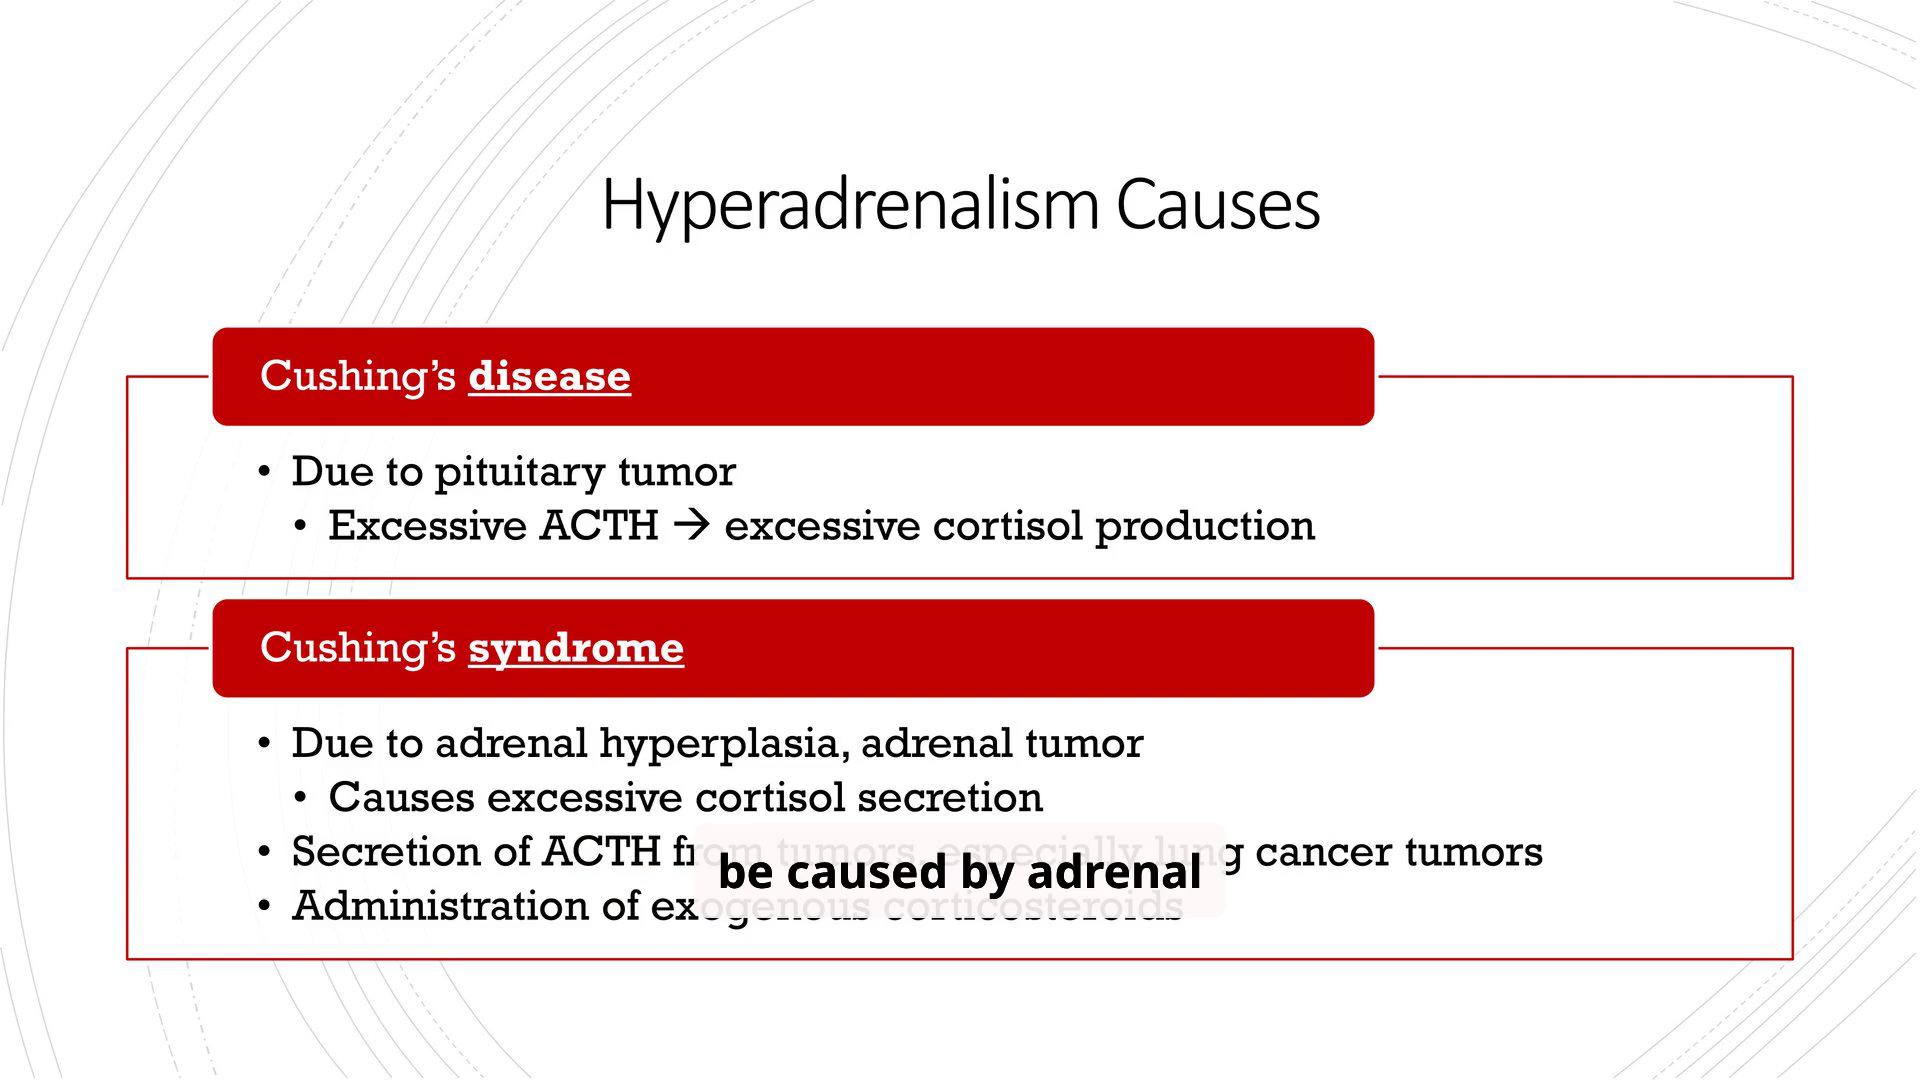 Hyperadrenalism Causes
Cushing’s disease
• Due to pituitary tumor
• Excessive ACTH → excessive cortisol production
Cushing’s syndrome
• Due to adrenal hyperplasia, adrenal tumor
• Causes excessive cortisol secretion
• Secretion of ACTH from tumors, especially lung cancer tumors
• Administration of exogenous corticosteroids
be caused by adrenal